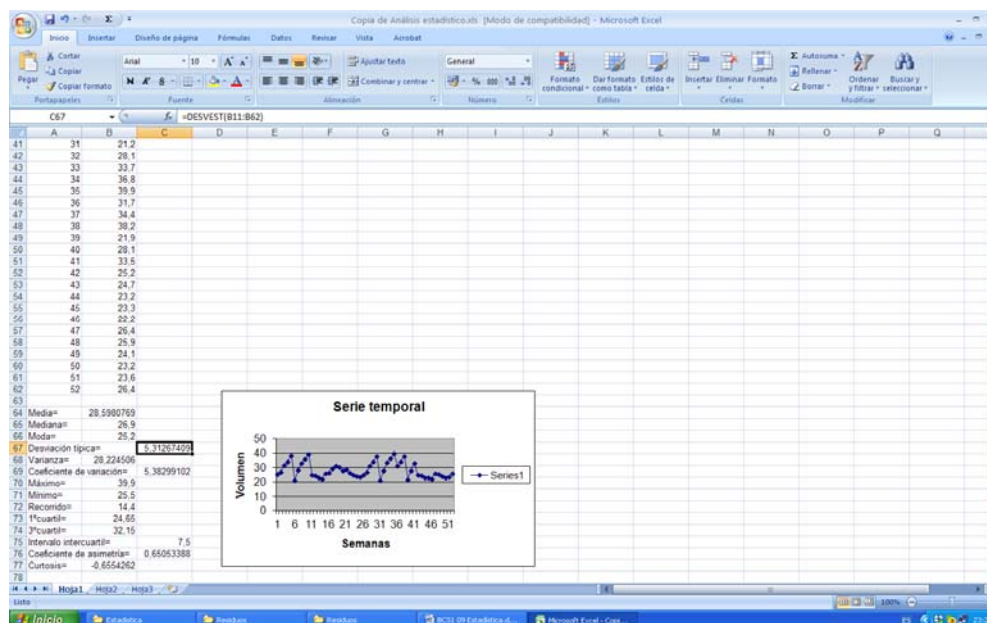 Copia de Análisis estadístico.xls [Modo de compatibilidad] - Microsoft Excel
Inicio Insertar Diseño de página Fórmulas Datos Revisar Vista Acrobat
Pegar
Cortar
Copiar
Copiar formato
Portapapeles
Arial 10
N K S
Fuente
Ajustar texto
Combinar y centrar
Alineación
General
% 000
Número
Formato condicional
Dar formato como tabla
Estilos de celda
Estilos
Insertar Eliminar Formato
Celdas
Autosuma
Rellenar
Borrar
Ordenar y filtrar
Buscar y seleccionar
Modificar
C67 fx =DESVEST(B11:B62)
A B C D E F G H I J K L M N O P Q
41 31 21,2
42 32 28,1
43 33 33,7
44 34 36,8
45 35 39,9
46 36 31,7
47 37 34,4
48 38 38,2
49 39 21,9
50 40 28,1
51 41 33,5
52 42 25,2
53 43 24,7
54 44 23,2
55 45 23,3
56 46 22,2
57 47 26,4
58 48 25,9
59 49 24,1
60 50 23,2
61 51 23,6
62 52 26,4
63
64 Media= 28,5980769
65 Mediana= 26,9
66 Moda= 25,2
67 Desviación típica= 5,31267409
68 Varianza= 28,224506
69 Coeficiente de variación= 5,38299102
70 Máximo= 39,9
71 Mínimo= 25,5
72 Recorrido= 14,4
73 1ºcuartil= 24,65
74 3ºcuartil= 32,15
75 Intervalo intercuartil= 7,5
76 Coeficiente de asimetría= 0,65053388
77 Curtosis= -0,6554262
78
Serie temporal
Volumen
50
40
30
20
10
0
1 6 11 16 21 26 31 36 41 46 51
Semanas
Series1
Hoja1 Hoja2 Hoja3
Listo
100%
Inicio
Estadística
Residuos
Residuos
BCS1 09 Estadística d...
Microsoft Excel - Copi...
ES